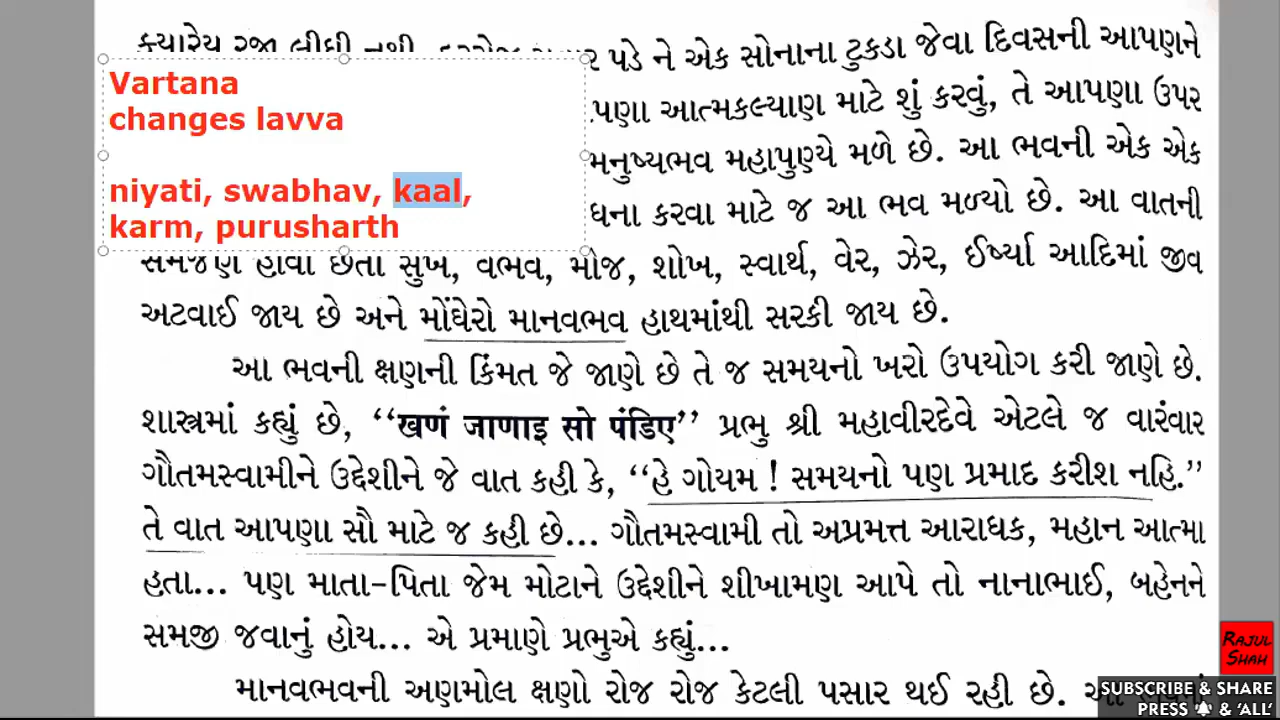 ક્યારેય રજા લીધી નથી.
ર પડે ને એક સોનાના ટુકડા જેવા દિવસની આપણને
Vartana
changes lavva
niyati, swabhav, kaal,
karm, purusharth
પણા આત્મકલ્યાણ માટે શું કરવું, તે આપણા ઉપર
મનુષ્યભવ મહાપુણ્યે મળે છે. આ ભવની એક એક
ધના કરવા માટે જ આ ભવ મળ્યો છે. આ વાતની
સમજણ હોવા છતાં સુખ, વૈભવ, મોજ, શોખ, સ્વાર્થ, વેર, ઝેર, ઈર્ષ્યા આદિમાં જીવ
અટવાઈ જાય છે અને મોંઘેરો માનવભવ હાથમાંથી સરકી જાય છે.
આ ભવની ક્ષણની કિંમત જે જાણે છે તે જ સમયનો ખરો ઉપયોગ કરી જાણે છે.
શાસ્ત્રમાં કહ્યું છે, “खणं जाणाइ सो पंडिए” પ્રભુ શ્રી મહાવીરદેવે એટલે જ વારંવાર
ગૌતમસ્વામીને ઉદ્દેશીને જે વાત કહી કે, “હે ગોયમ ! સમયનો પણ પ્રમાદ કરીશ નહિ.”
તે વાત આપણા સૌ માટે જ કહી છે... ગૌતમસ્વામી તો અપ્રમત્ત આરાધક, મહાન આત્મા
હતા... પણ માતા-પિતા જેમ મોટાને ઉદ્દેશીને શીખામણ આપે તો નાનાભાઈ, બહેનને
સમજી જવાનું હોય... એ પ્રમાણે પ્રભુએ કહ્યું...
માનવભવની અણમોલ ક્ષણો રોજ રોજ કેટલી પસાર થઈ રહી છે.
RAJUL
SHAH
SUBSCRIBE & SHARE
PRESS & 'ALL'